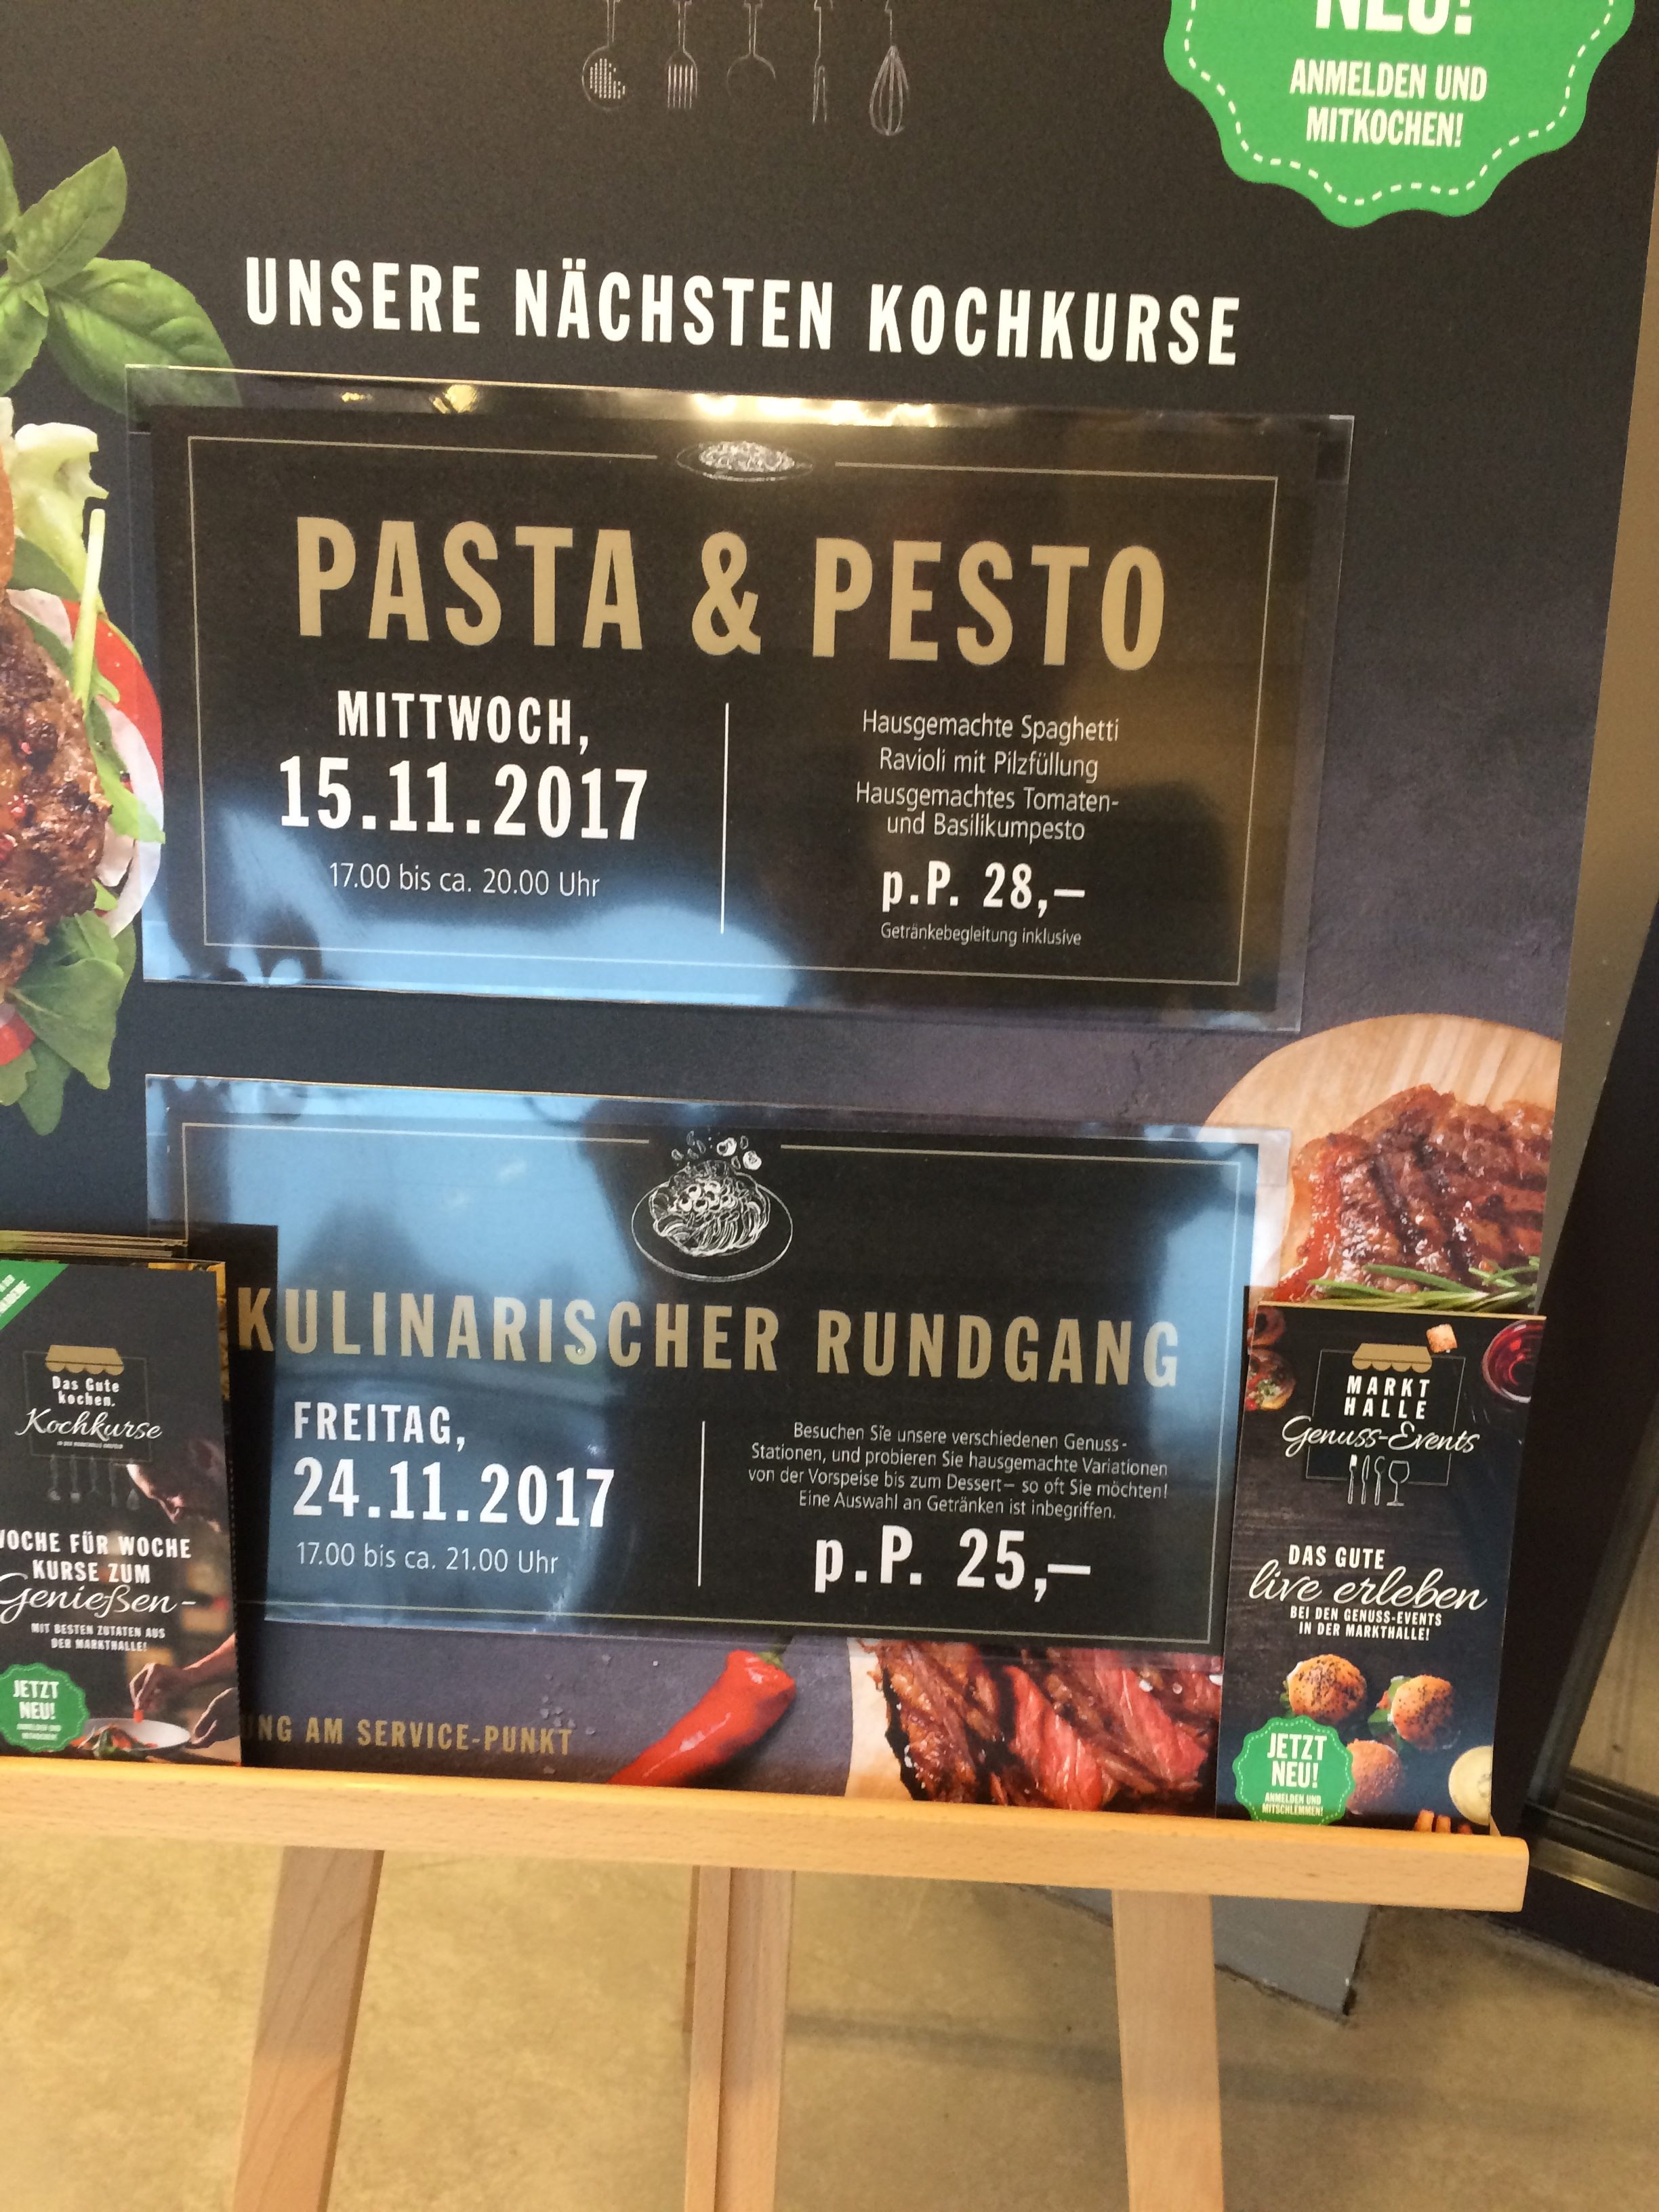 NEU!
ANMELDEN UND
MITKOCHEN!
UNSERE NÄCHSTEN KOCHKURSE
PASTA & PESTO
MITTWOCH,
15.11.2017
17.00 bis ca. 20.00 Uhr
Hausgemachte Spaghetti
Ravioli mit Pilzfüllung
Hausgemachtes Tomaten-
und Basilikumpesto
p.P. 28,–
Getränkebegleitung inklusive
KULINARISCHER RUNDGANG
FREITAG,
24.11.2017
17.00 bis ca. 21.00 Uhr
Besuchen Sie unsere verschiedenen Genuss-
Stationen, und probieren Sie hausgemachte Variationen
von der Vorspeise bis zum Dessert – so oft Sie möchten!
Eine Auswahl an Getränken ist inbegriffen.
p.P. 25,–
UNG AM SERVICE-PUNKT
Das Gute
kochen.
Kochkurse
WOCHE FÜR WOCHE
KURSE ZUM
Genießen –
MIT BESTEN ZUTATEN AUS
DER MARKTHALLE!
JETZT
NEU!
ANMELDEN UND
MITKOCHEN!
MARKT
HALLE
Genuss-Events
DAS GUTE
live erleben
BEI DEN GENUSS-EVENTS
IN DER MARKTHALLE!
JETZT
NEU!
ANMELDEN UND
MITSCHLEMMEN!